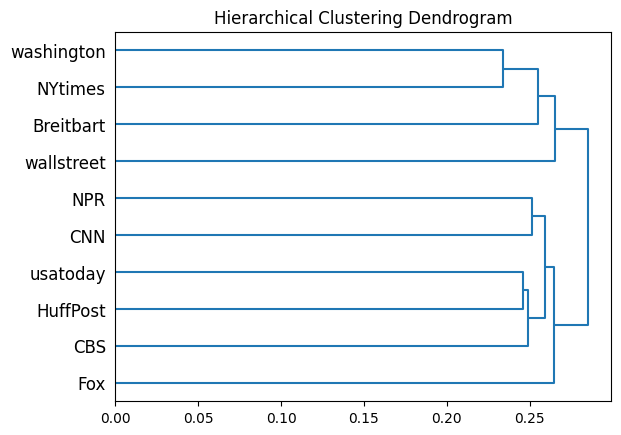 Hierarchical Clustering Dendrogram
washington
NYtimes
Breitbart
wallstreet
NPR
CNN
usatoday
HuffPost
CBS
Fox
0.00 0.05 0.10 0.15 0.20 0.25